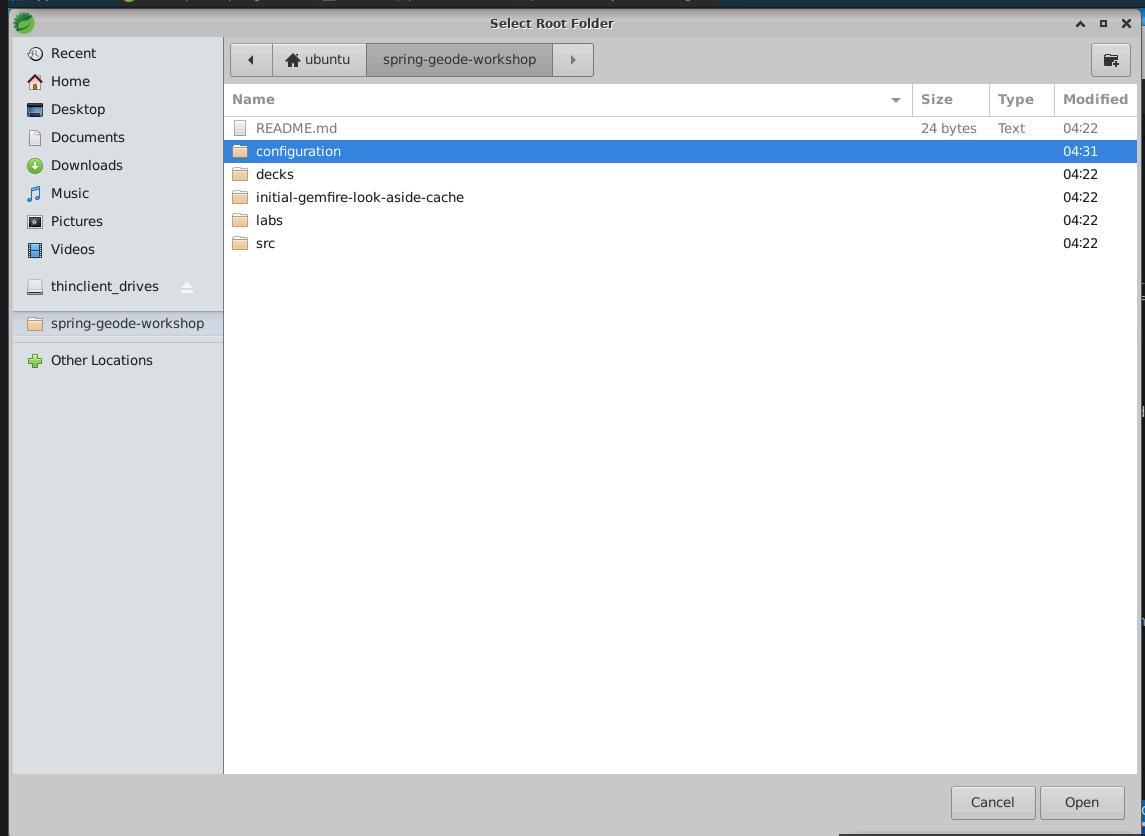 Select Root Folder
Recent
Home
Desktop
Documents
Downloads
Music
Pictures
Videos
thinclient_drives
spring-geode-workshop
Other Locations
ubuntu spring-geode-workshop
Name Size Type Modified
README.md 24 bytes Text 04:22
configuration 04:31
decks 04:22
initial-gemfire-look-aside-cache 04:22
labs 04:22
src 04:22
Cancel Open